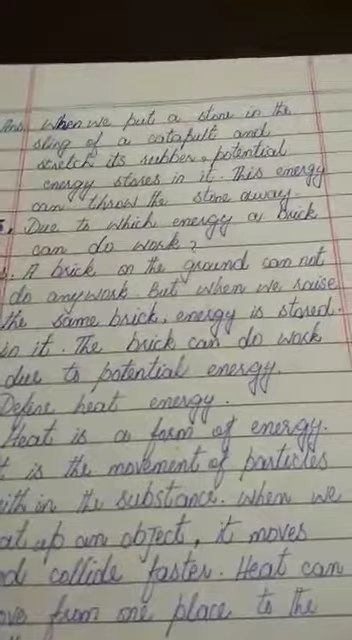 Ans. When we put a stone in the
sling of a catapult and
stretch its rubber, potential
energy stores in it. This energy
can throw the stone away.
. Due to which energy a brick
can do work?
s. A brick on the ground can not
do any work. But when we raise
the same brick, energy is stored
in it. The brick can do work
due to potential energy.
Define heat energy.
Heat is a form of energy.
t is the movement of particles
ith in the substance. When we
at up an object, it moves
d collide faster. Heat can
ove from one place to the